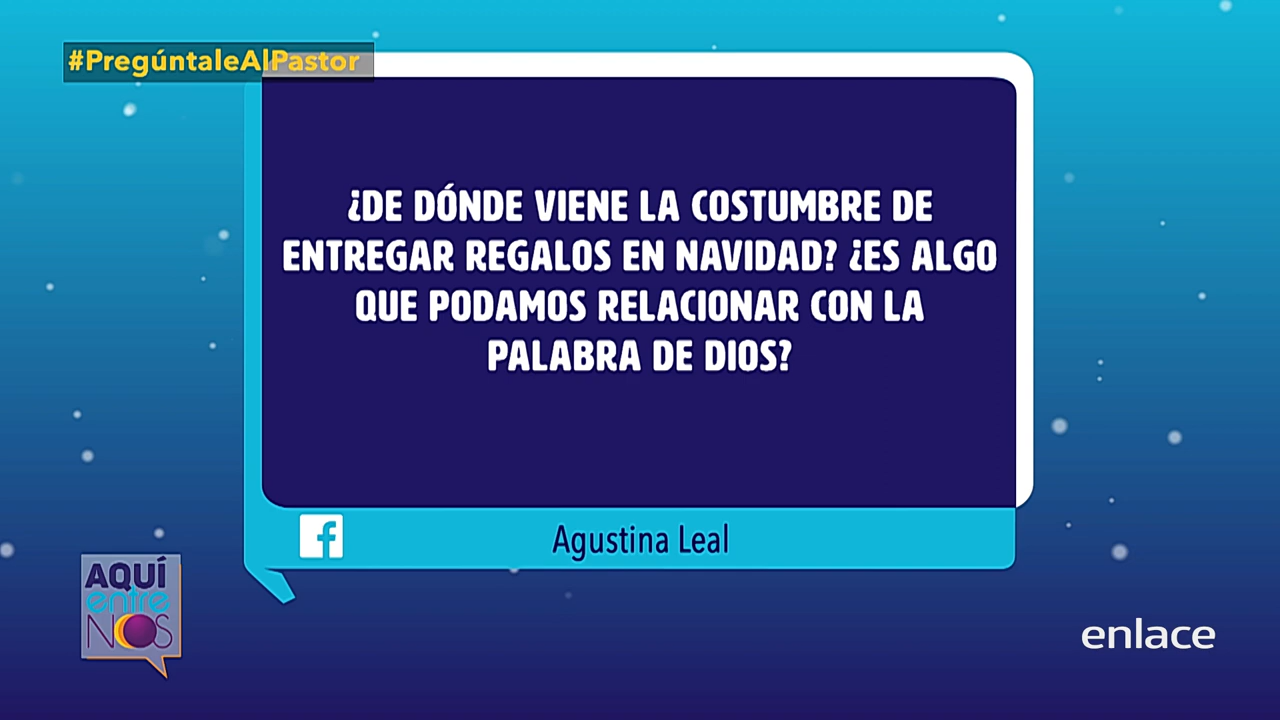 #PregúntaleAlPastor
¿DE DÓNDE VIENE LA COSTUMBRE DE
ENTREGAR REGALOS EN NAVIDAD? ¿ES ALGO
QUE PODAMOS RELACIONAR CON LA
PALABRA DE DIOS?
Agustina Leal
AQUÍ
entre
NOS
enlace